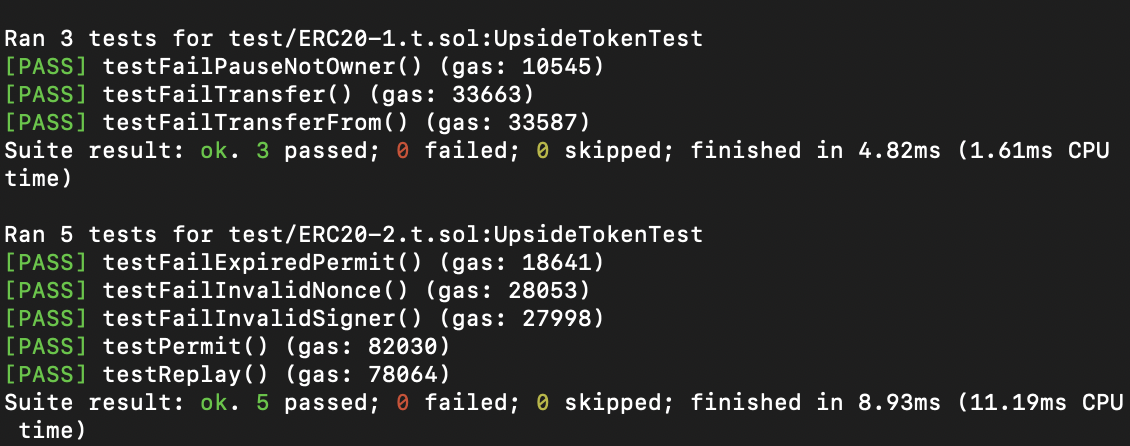 Ran 3 tests for test/ERC20-1.t.sol:UpsideTokenTest
[PASS] testFailPauseNotOwner() (gas: 10545)
[PASS] testFailTransfer() (gas: 33663)
[PASS] testFailTransferFrom() (gas: 33587)
Suite result: ok. 3 passed; 0 failed; 0 skipped; finished in 4.82ms (1.61ms CPU
time)

Ran 5 tests for test/ERC20-2.t.sol:UpsideTokenTest
[PASS] testFailExpiredPermit() (gas: 18641)
[PASS] testFailInvalidNonce() (gas: 28053)
[PASS] testFailInvalidSigner() (gas: 27998)
[PASS] testPermit() (gas: 82030)
[PASS] testReplay() (gas: 78064)
Suite result: ok. 5 passed; 0 failed; 0 skipped; finished in 8.93ms (11.19ms CPU
time)